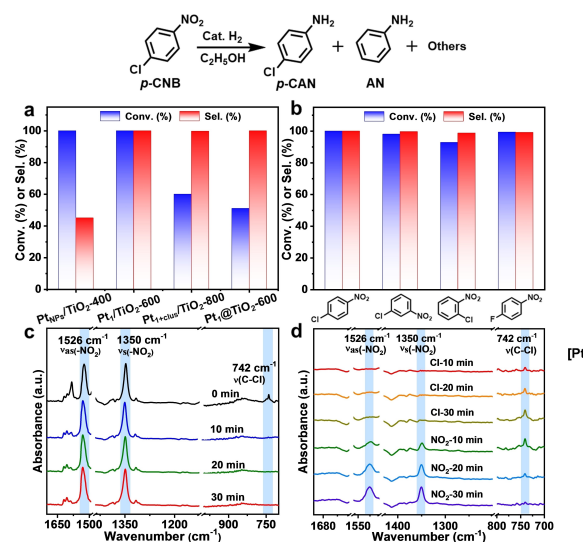 NO₂
Cl
p-CNB
Cat. H₂
C₂H₅OH
NH₂
Cl
p-CAN
+
NH₂
AN
+ Others
a
Conv. (%) Sel. (%)
Conv. (%) or Sel. (%)
100
80
60
40
20
0
Pt_NPs/TiO₂-400
Pt₁/TiO₂-600
Pt₁₊clus/TiO₂-800
Pt₁@TiO₂-600
b
Conv. (%) Sel. (%)
Conv. (%) or Sel. (%)
100
80
60
40
20
0
NO₂
Cl
Cl
NO₂
NO₂
Cl
NO₂
F
c
1526 cm⁻¹
νas(-NO₂)
1350 cm⁻¹
νs(-NO₂)
742 cm⁻¹
ν(C-Cl)
0 min
10 min
20 min
30 min
Absorbance (a.u.)
1650 1500 1350 1200 900 750
Wavenumber (cm⁻¹)
d
1526 cm⁻¹
νas(-NO₂)
1350 cm⁻¹
νs(-NO₂)
742 cm⁻¹
ν(C-Cl)
Cl-10 min
Cl-20 min
Cl-30 min
NO₂-10 min
NO₂-20 min
NO₂-30 min
Absorbance (a.u.)
1680 1550 1400 1300 800 750 700
Wavenumber (cm⁻¹)
[Pt